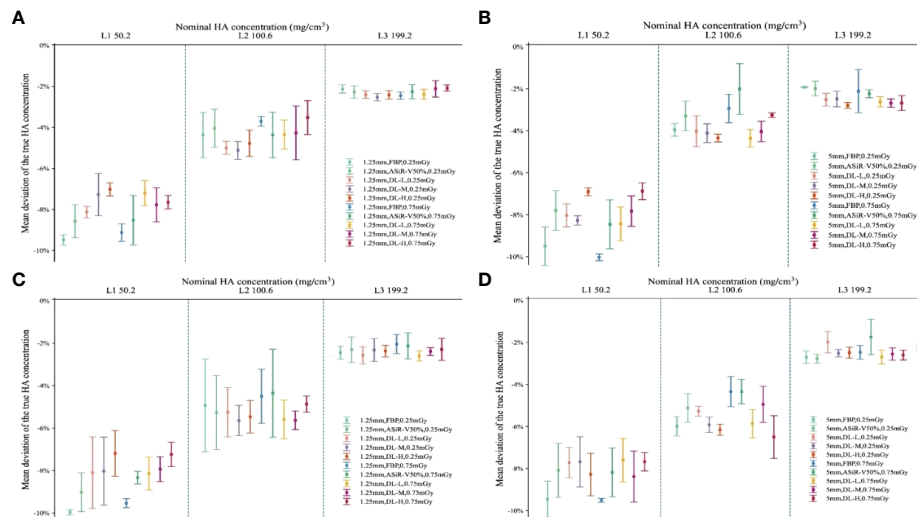 A
Nominal HA concentration (mg/cm³)
L1 50.2
L2 100.6
L3 199.2
Mean deviation of the true HA concentration
0%
-2%
-4%
-6%
-8%
-10%
1.25mm,FBP,0.25mGy
1.25mm,ASiR-V50%,0.25mGy
1.25mm,DL-L,0.25mGy
1.25mm,DL-M,0.25mGy
1.25mm,DL-H,0.25mGy
1.25mm,FBP,0.75mGy
1.25mm,ASiR-V50%,0.75mGy
1.25mm,DL-L,0.75mGy
1.25mm,DL-M,0.75mGy
1.25mm,DL-H,0.75mGy
B
Nominal HA concentration (mg/cm³)
L1 50.2
L2 100.6
L3 199.2
Mean deviation of the true HA concentration
0%
-2%
-4%
-6%
-8%
-10%
5mm,FBP,0.25mGy
5mm,ASiR-V50%,0.25mGy
5mm,DL-L,0.25mGy
5mm,DL-M,0.25mGy
5mm,DL-H,0.25mGy
5mm,FBP,0.75mGy
5mm,ASiR-V50%,0.75mGy
5mm,DL-L,0.75mGy
5mm,DL-M,0.75mGy
5mm,DL-H,0.75mGy
C
Nominal HA concentration (mg/cm³)
L1 50.2
L2 100.6
L3 199.2
Mean deviation of the true HA concentration
0%
-2%
-4%
-6%
-8%
-10%
1.25mm,FBP,0.25mGy
1.25mm,ASiR-V50%,0.25mGy
1.25mm,DL-L,0.25mGy
1.25mm,DL-M,0.25mGy
1.25mm,DL-H,0.25mGy
1.25mm,FBP,0.75mGy
1.25mm,ASiR-V50%,0.75mGy
1.25mm,DL-L,0.75mGy
1.25mm,DL-M,0.75mGy
1.25mm,DL-H,0.75mGy
D
Nominal HA concentration (mg/cm³)
L1 50.2
L2 100.6
L3 199.2
Mean deviation of the true HA concentration
0%
-2%
-4%
-6%
-8%
-10%
5mm,FBP,0.25mGy
5mm,ASiR-V50%,0.25mGy
5mm,DL-L,0.25mGy
5mm,DL-M,0.25mGy
5mm,DL-H,0.25mGy
5mm,FBP,0.75mGy
5mm,ASiR-V50%,0.75mGy
5mm,DL-L,0.75mGy
5mm,DL-M,0.75mGy
5mm,DL-H,0.75mGy